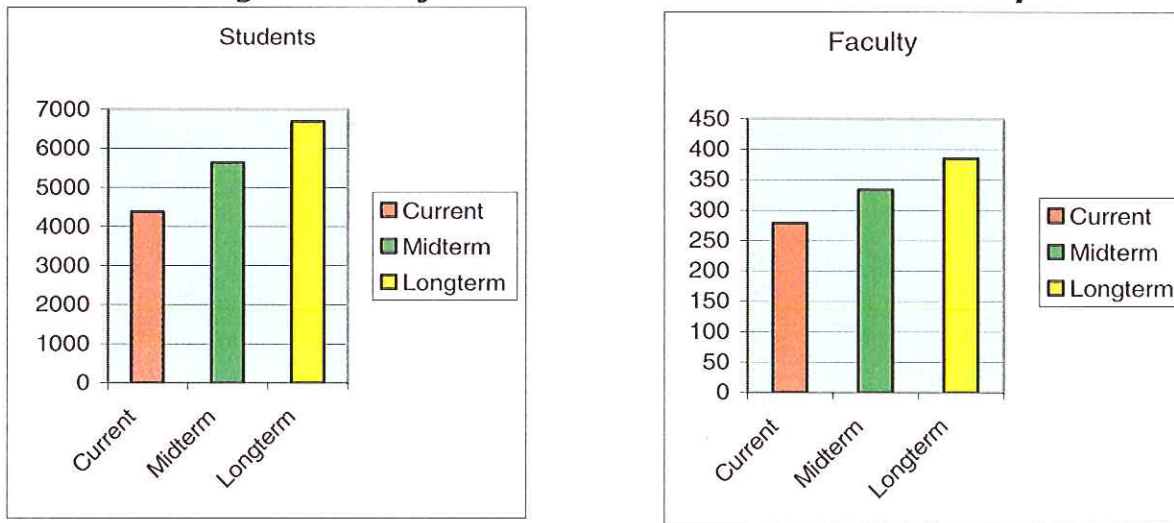 Students
7000
6000
5000
4000
3000
2000
1000
0
Current
Midterm
Longterm
Current
Midterm
Longterm
Faculty
450
400
350
300
250
200
150
100
50
0
Current
Midterm
Longterm
Current
Midterm
Longterm